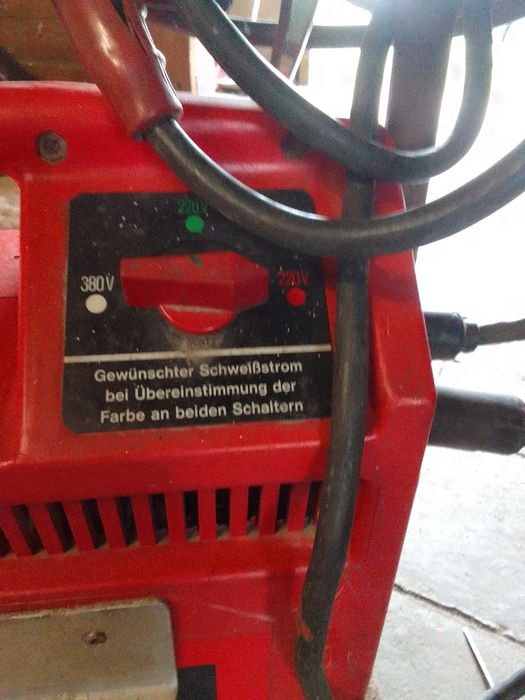 220V
380V
220V
Gewünschter Schweißstrom
bei Übereinstimmung der
Farbe an beiden Schaltern